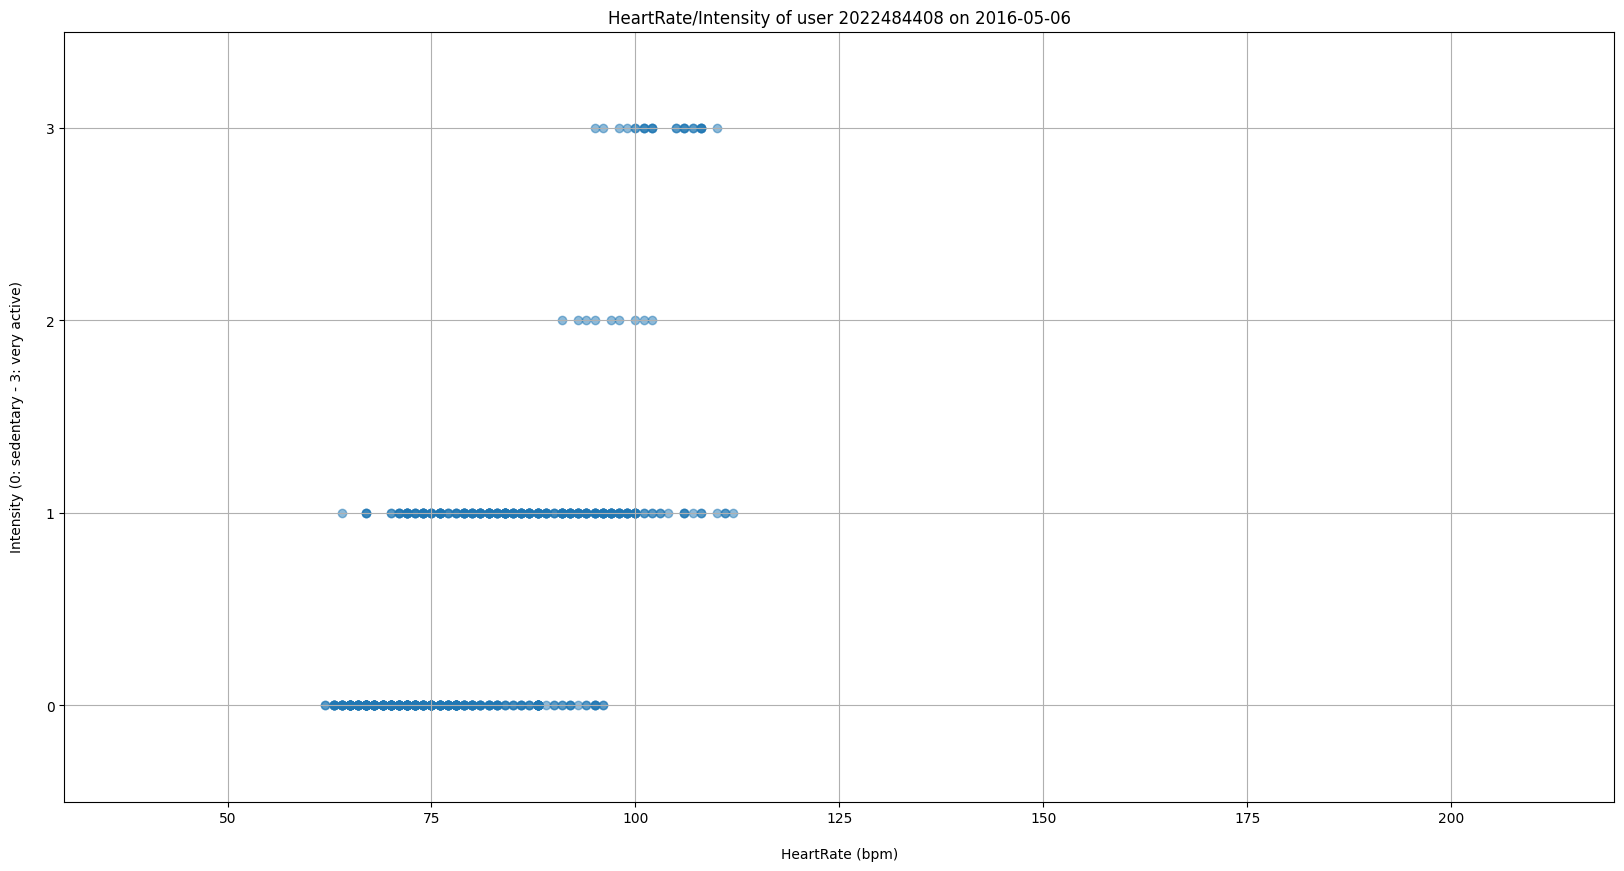 HeartRate/Intensity of user 2022484408 on 2016-05-06
Intensity (0: sedentary - 3: very active)
3
2
1
0
50 75 100 125 150 175 200
HeartRate (bpm)